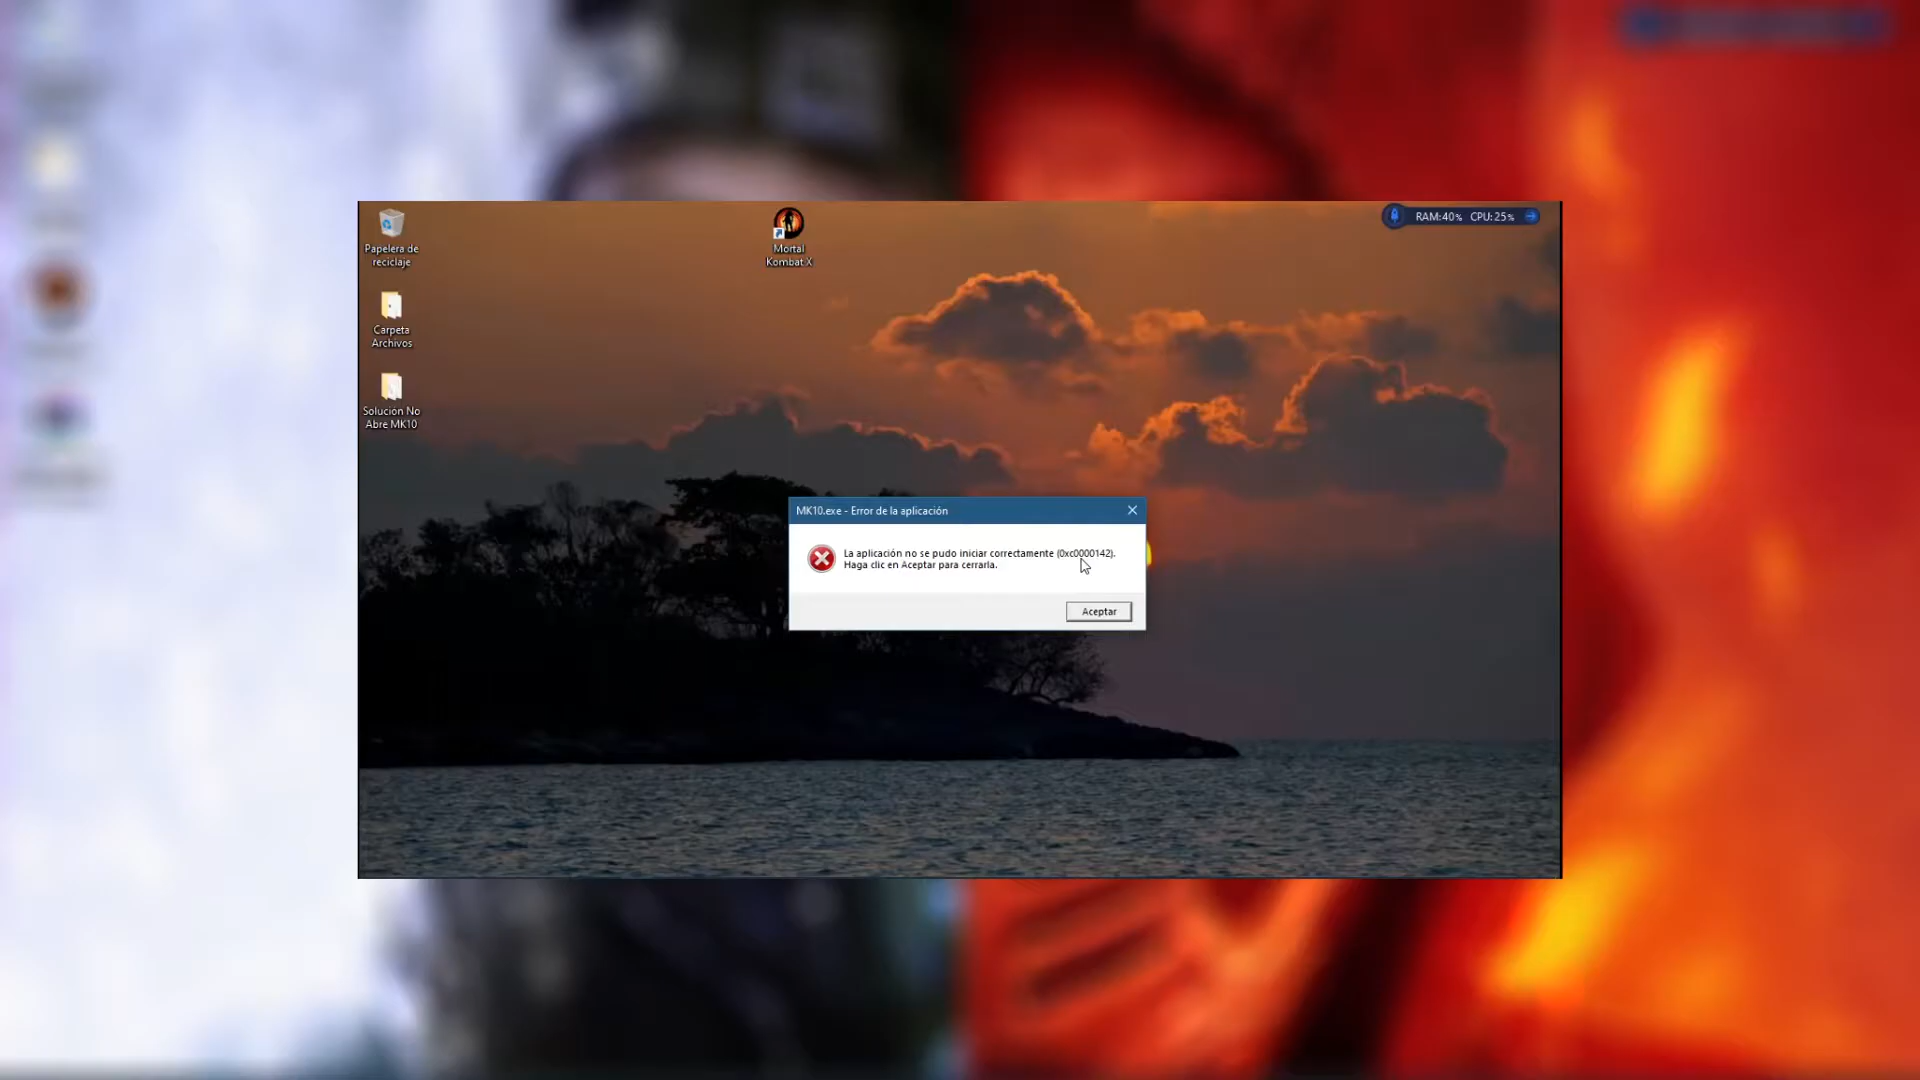 Papelera de
reciclaje
Mortal
Kombat X
RAM:40% CPU:25%
Carpeta
Archivos
Solución No
Abre MK10
MK10.exe - Error de la aplicación
La aplicación no se pudo iniciar correctamente (0xc0000142).
Haga clic en Aceptar para cerrarla.
Aceptar